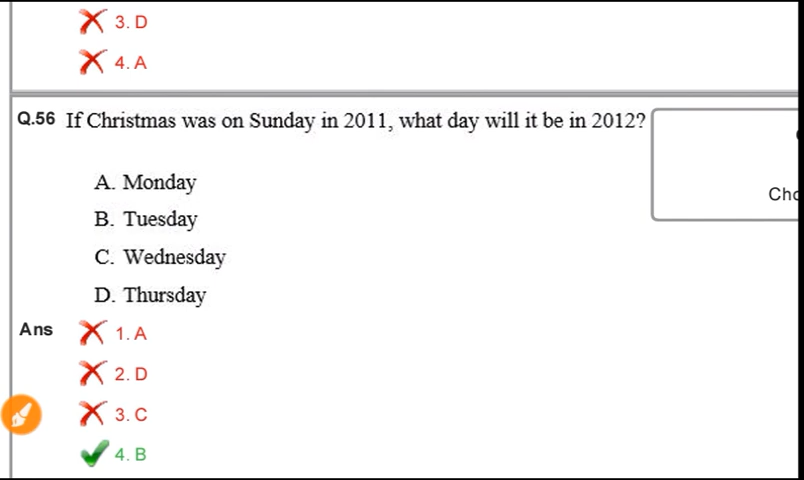 3. D
4. A
Q.56 If Christmas was on Sunday in 2011, what day will it be in 2012?
Cho
A. Monday
B. Tuesday
C. Wednesday
D. Thursday
Ans 1. A
2. D
3. C
4. B